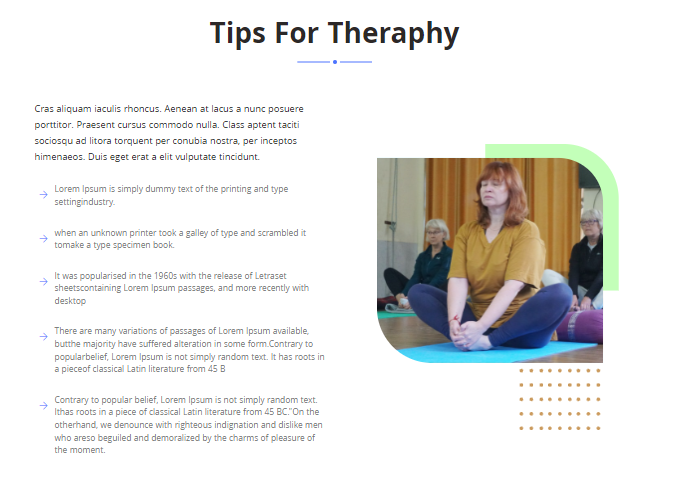 Tips For Theraphy
Cras aliquam iaculis rhoncus. Aenean at lacus a nunc posuere
porttitor. Praesent cursus commodo nulla. Class aptent taciti
sociosqu ad litora torquent per conubia nostra, per inceptos
himenaeos. Duis eget erat a elit vulputate tincidunt.
Lorem Ipsum is simply dummy text of the printing and type
settingindustry.
when an unknown printer took a galley of type and scrambled it
tomake a type specimen book.
It was popularised in the 1960s with the release of Letraset
sheetscontaining Lorem Ipsum passages, and more recently with
desktop
There are many variations of passages of Lorem Ipsum available,
butthe majority have suffered alteration in some form.Contrary to
popularbelief, Lorem Ipsum is not simply random text. It has roots in
a pieceof classical Latin literature from 45 B
Contrary to popular belief, Lorem Ipsum is not simply random text.
Ithas roots in a piece of classical Latin literature from 45 BC."On the
otherhand, we denounce with righteous indignation and dislike men
who areso beguiled and demoralized by the charms of pleasure of
the moment.